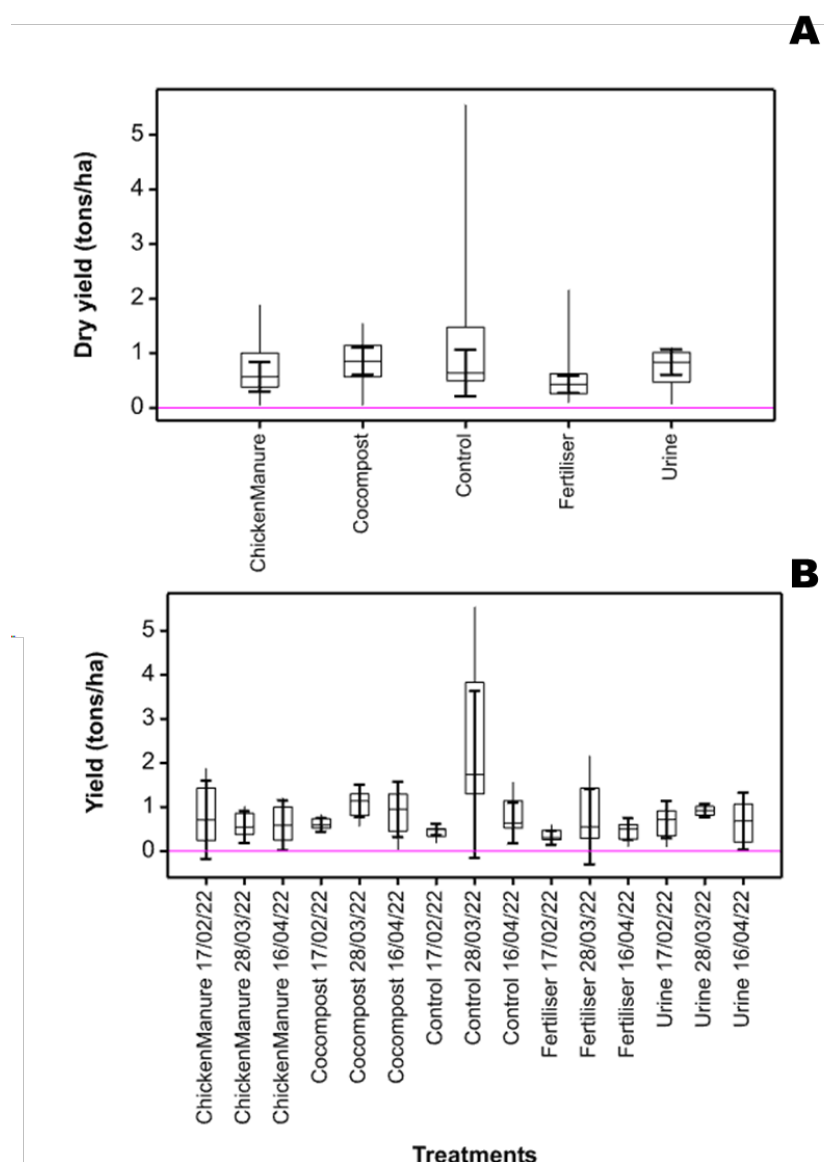 A
Dry yield (tons/ha)
5
4
3
2
1
0
ChickenManure
Cocompost
Control
Fertiliser
Urine
B
Yield (tons/ha)
5
4
3
2
1
0
ChickenManure 17/02/22
ChickenManure 28/03/22
ChickenManure 16/04/22
Cocompost 17/02/22
Cocompost 28/03/22
Cocompost 16/04/22
Control 17/02/22
Control 28/03/22
Control 16/04/22
Fertiliser 17/02/22
Fertiliser 28/03/22
Fertiliser 16/04/22
Urine 17/02/22
Urine 28/03/22
Urine 16/04/22
Treatments